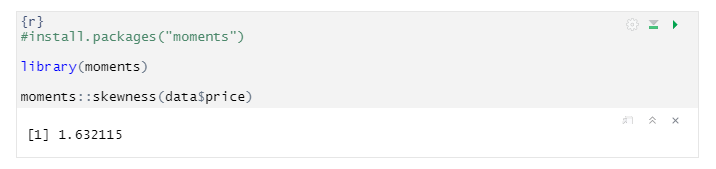 {r}
#install.packages("moments")
library(moments)
moments::skewness(data$price)
[1] 1.632115